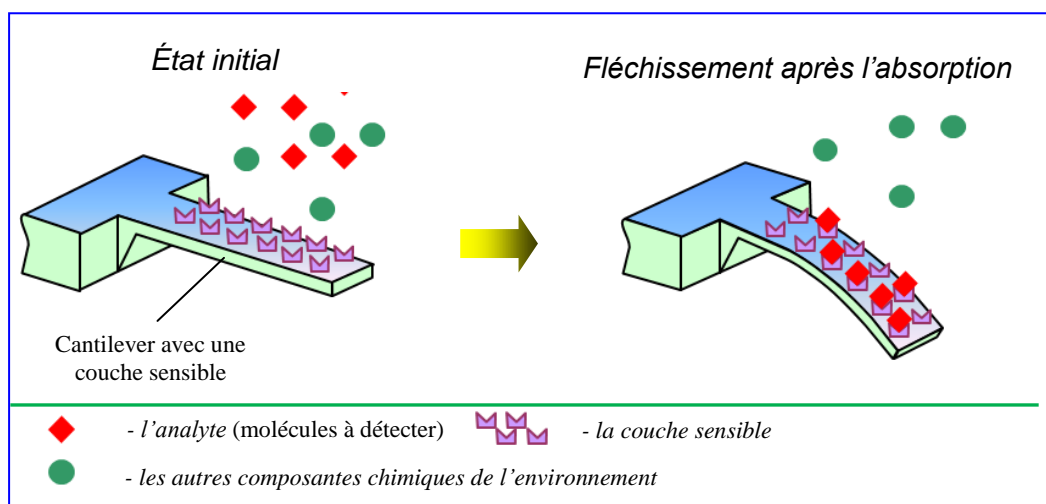 État initial
Fléchissement après l'absorption
Cantilever avec une
couche sensible
- l'analyte (molécules à détecter)
- la couche sensible
- les autres composantes chimiques de l'environnement